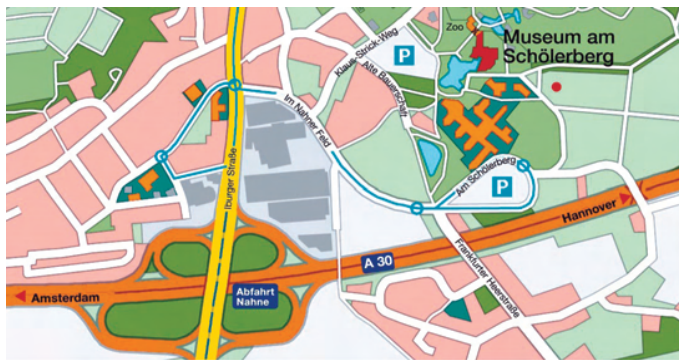 Zoo
Museum am
Schölerberg
Klaus-Strick-Weg
P
Alte Bauerschaft
Im Nahner Feld
Iburger Straße
Am Schölerberg
P
Hannover
Frankfurter Heerstraße
A 30
Amsterdam
Abfahrt
Nahne